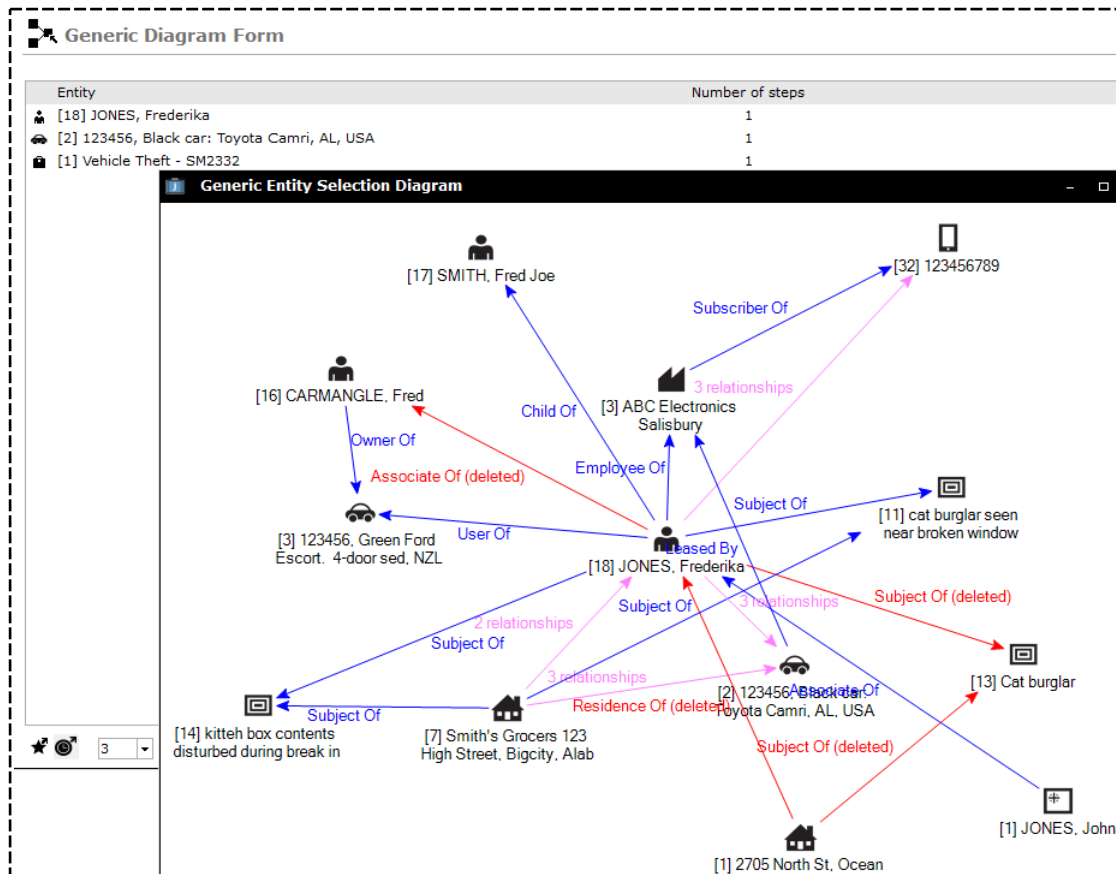 Generic Diagram Form
Entity Number of steps
[18] JONES, Frederika 1
[2] 123456, Black car: Toyota Camri, AL, USA 1
[1] Vehicle Theft - SM2332 1
Generic Entity Selection Diagram
[17] SMITH, Fred Joe
[32] 123456789
Subscriber Of
[16] CARMANGLE, Fred
3 relationships
[3] ABC Electronics
Salisbury
Child Of
Owner Of
Employee Of
Associate Of (deleted)
Subject Of
[11] cat burglar seen
near broken window
[3] 123456, Green Ford
Escort. 4-door sed, NZL
User Of
Leased By
[18] JONES, Frederika
Subject Of (deleted)
3 relationships
Subject Of
2 relationships
Subject Of
3 relationships
[13] Cat burglar
[2] 123456, Black car:
Associate Of
Toyota Camri, AL, USA
Residence Of (deleted)
Subject Of
[14] kitteh box contents
disturbed during break in
[7] Smith's Grocers 123
High Street, Bigcity, Alab
Subject Of (deleted)
3
[1] JONES, John
[1] 2705 North St, Ocean